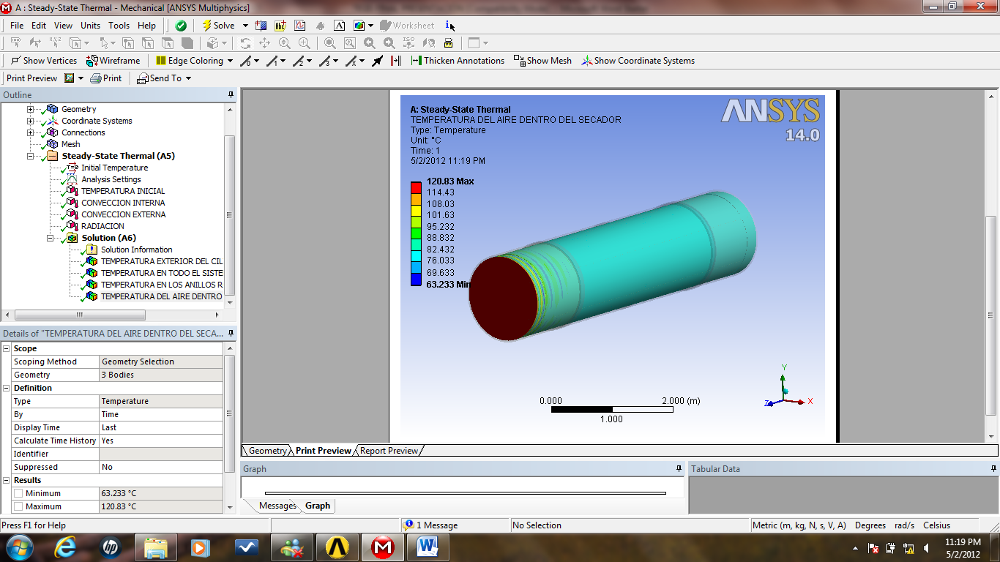 A : Steady-State Thermal - Mechanical [ANSYS Multiphysics]
File Edit View Units Tools Help Solve Worksheet
Show Vertices Wireframe Edge Coloring Thicken Annotations Show Mesh Show Coordinate Systems
Print Preview Print Send To
Outline
Geometry
Coordinate Systems
Connections
Mesh
Steady-State Thermal (A5)
Initial Temperature
Analysis Settings
TEMPERATURA INICIAL
CONVECCION INTERNA
CONVECCION EXTERNA
RADIACION
Solution (A6)
Solution Information
TEMPERATURA EXTERIOR DEL CIL
TEMPERATURA EN TODO EL SISTE
TEMPERATURA EN LOS ANILLOS R
TEMPERATURA DEL AIRE DENTRO
Details of "TEMPERATURA DEL AIRE DENTRO DEL SECA...
Scope
Scoping Method Geometry Selection
Geometry 3 Bodies
Definition
Type Temperature
By Time
Display Time Last
Calculate Time History Yes
Identifier
Suppressed No
Results
Minimum 63.233 °C
Maximum 120.83 °C
A: Steady-State Thermal
TEMPERATURA DEL AIRE DENTRO DEL SECADOR
Type: Temperature
Unit: °C
Time: 1
5/2/2012 11:19 PM
ANSYS
14.0
120.83 Max
114.43
108.03
101.63
95.232
88.832
82.432
76.033
69.633
63.233 Min
0.000 2.000 (m)
1.000
Y
Z X
Geometry Print Preview Report Preview
Graph
Messages Graph
Tabular Data
Press F1 for Help 1 Message No Selection Metric (m, kg, N, s, V, A) Degrees rad/s Celsius
11:19 PM
5/2/2012